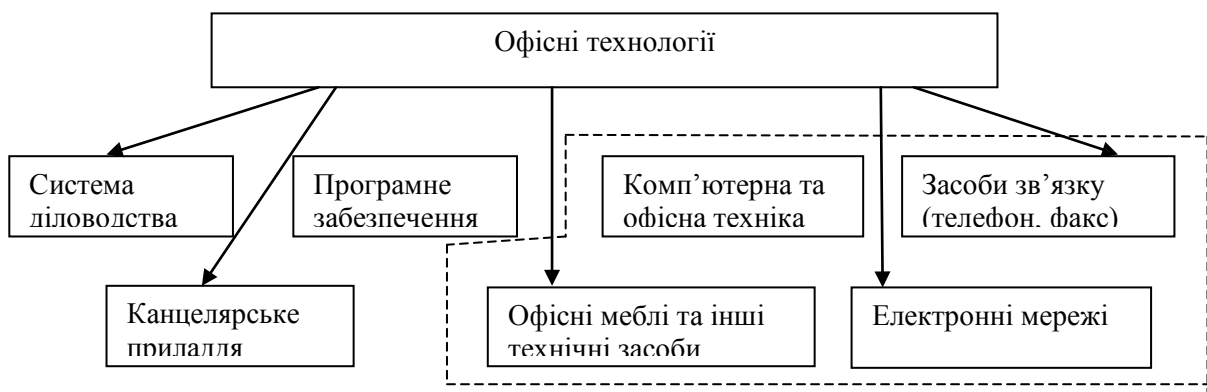 Офісні технології
Система
діловодства
Програмне
забезпечення
Комп’ютерна та
офісна техніка
Засоби зв’язку
(телефон, факс)
Канцелярське
приладдя
Офісні меблі та інші
технічні засоби
Електронні мережі